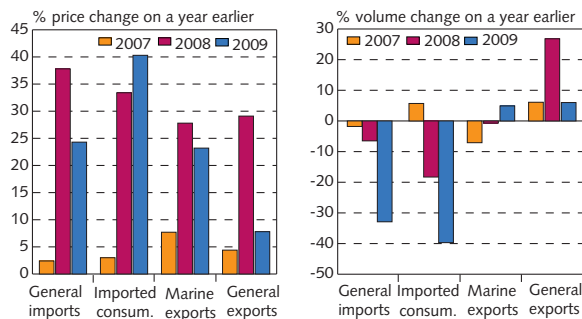 % price change on a year earlier
45
40
35
30
25
20
15
10
5
0
2007 2008 2009
General imports
Imported consum.
Marine exports
General exports
% volume change on a year earlier
30
20
10
0
-10
-20
-30
-40
-50
2007 2008 2009
General imports
Imported consum.
Marine exports
General exports